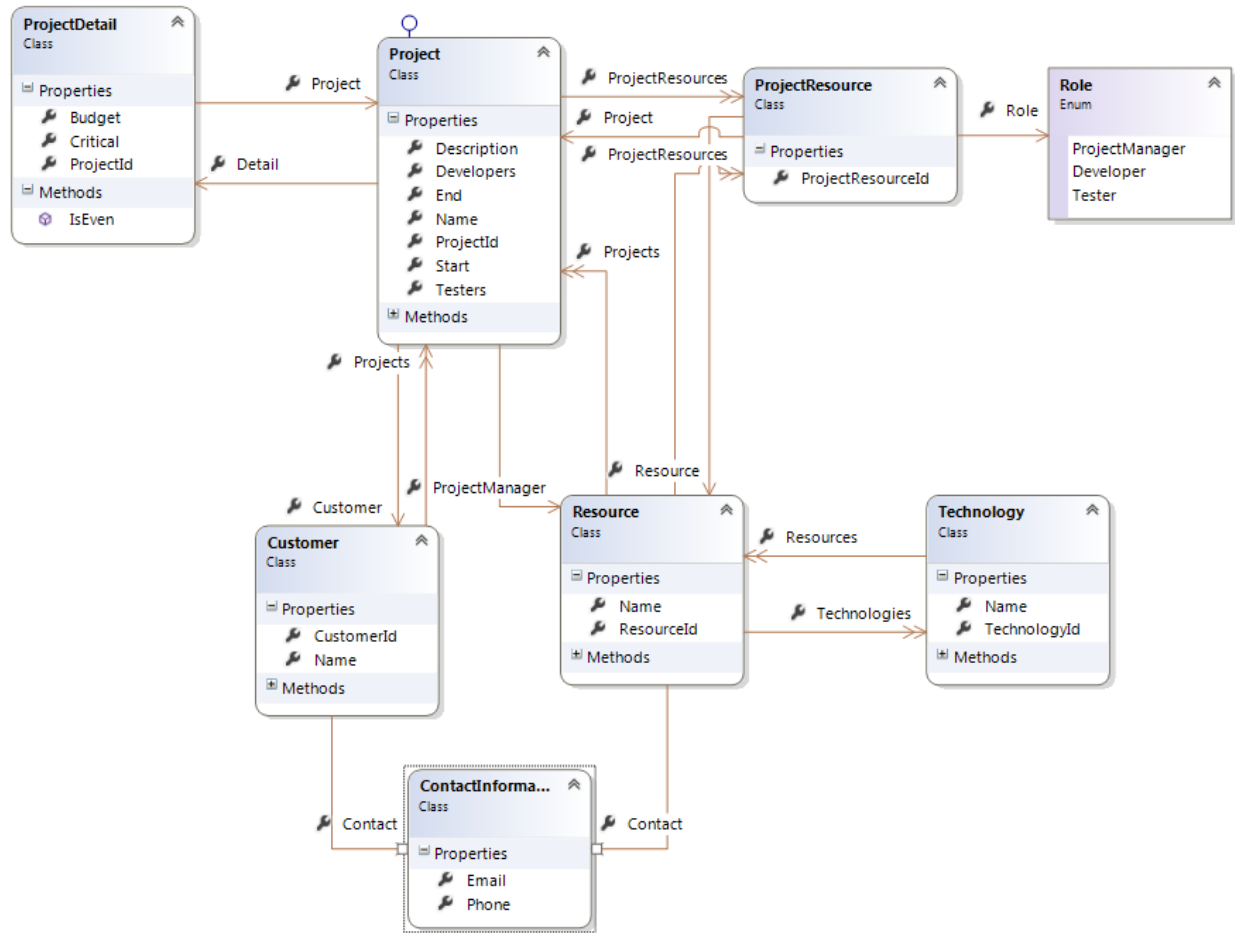 ProjectDetail
Class
Properties
Budget
Critical
ProjectId
Methods
IsEven
Project
Detail
Project
Class
Properties
Description
Developers
End
Name
ProjectId
Start
Testers
Methods
ProjectResources
Project
ProjectResources
Projects
ProjectResource
Class
Properties
ProjectResourceId
Role
Role
Enum
ProjectManager
Developer
Tester
Projects
Customer
ProjectManager
Resource
Customer
Class
Properties
CustomerId
Name
Methods
Resource
Class
Properties
Name
ResourceId
Methods
Resources
Technologies
Technology
Class
Properties
Name
TechnologyId
Methods
Contact
ContactInforma...
Class
Properties
Email
Phone
Contact